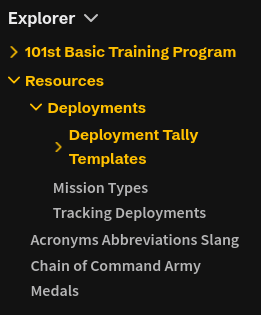 Explorer
101st Basic Training Program
Resources
Deployments
Deployment Tally
Templates
Mission Types
Tracking Deployments
Acronyms Abbreviations Slang
Chain of Command Army
Medals